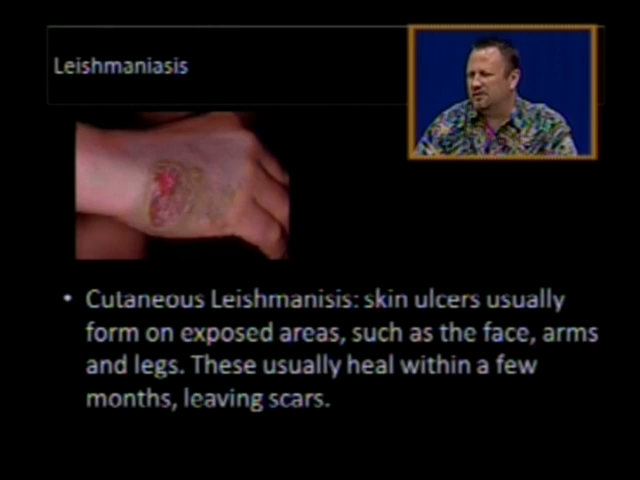 Leishmaniasis
• Cutaneous Leishmanisis: skin ulcers usually
form on exposed areas, such as the face, arms
and legs. These usually heal within a few
months, leaving scars.